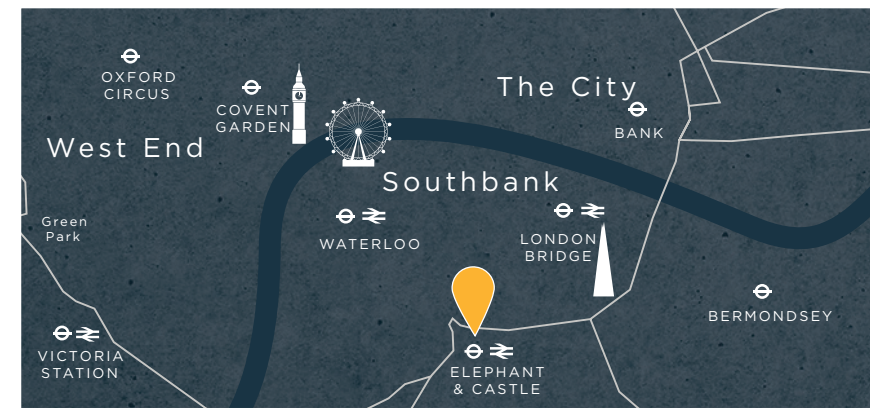 OXFORD
CIRCUS
COVENT
GARDEN
The City
BANK
West End
Southbank
Green
Park
WATERLOO
LONDON
BRIDGE
BERMONDSEY
VICTORIA
STATION
ELEPHANT
& CASTLE